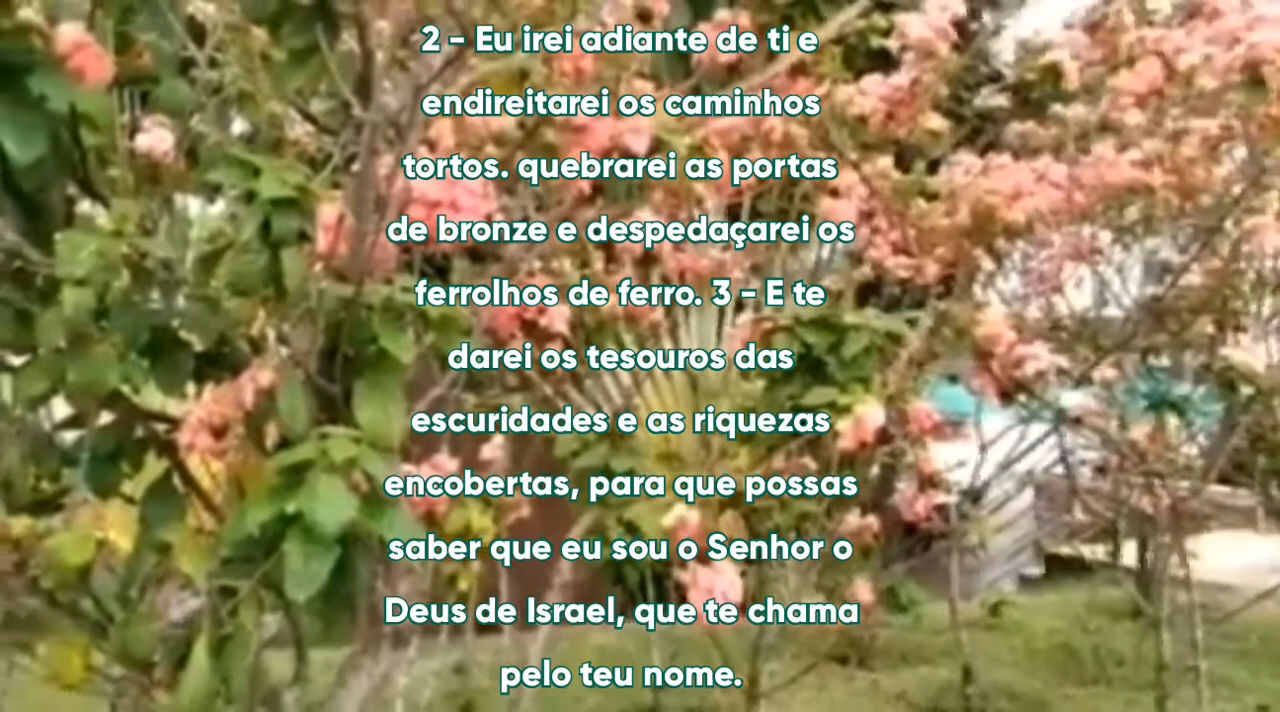 2 - Eu irei adiante de ti e
endireitarei os caminhos
tortos. quebrarei as portas
de bronze e despedaçarei os
ferrolhos de ferro. 3 - E te
darei os tesouros das
escuridades e as riquezas
encobertas, para que possas
saber que eu sou o Senhor o
Deus de Israel, que te chama
pelo teu nome.